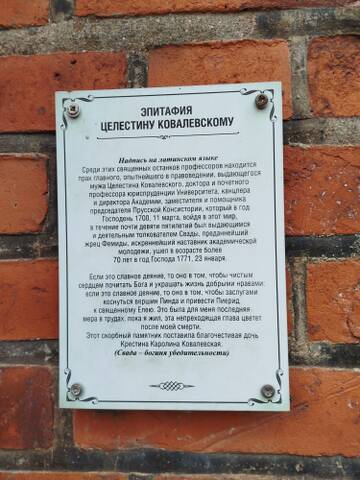 ЭПИТАФИЯ
ЦЕЛЕСТИНУ КОВАЛЕВСКОМУ
Надпись на латинском языке
Среди этих священных останков профессоров находится
прах главного, опытнейшего в правоведении, выдающегося
мужа Целестина Ковалевского, доктора и почетного
профессора юриспруденции Университета, канцлера
и директора Академии, заместителя и помощника
председателя Прусской Консистории, который в год
Господень 1700, 11 марта, войдя в этот мир,
в течение почти девяти пятилетий был выдающимся
и деятельным толкователем Свады, преданнейший
жрец Фемиды, искреннейший наставник академической
молодежи, ушел в возрасте более
70 лет в год Господа 1771, 23 января.
Если это славное деяние, то оно в том, чтобы чистым
сердцем почитать Бога и украшать жизнь добрыми нравами:
если это славное деяние, то оно в том, чтобы заслугами
коснуться вершин Пинда и привести Пиерид
к священному Елею. Это была для меня последняя
мера в трудах, пока я жил, эта непреходящая глава цветет
после моей смерти.
Этот скорбный памятник поставила благочестивая дочь
Крестина Каролина Ковалевская.
(Свада – богиня убедительности)